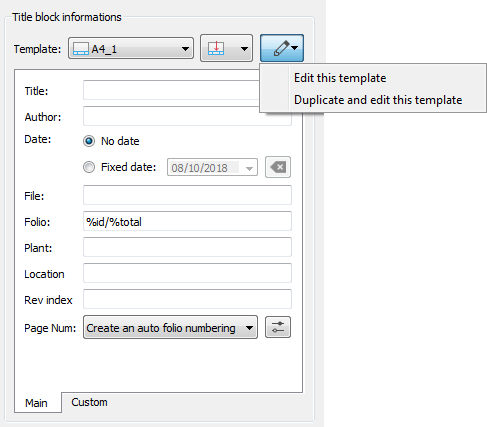 Title block informations
Template: A4_1
Edit this template
Duplicate and edit this template
Title:
Author:
Date: No date
Fixed date: 08/10/2018
File:
Folio: %id/%total
Plant:
Location
Rev index
Page Num: Create an auto folio numbering
Main Custom